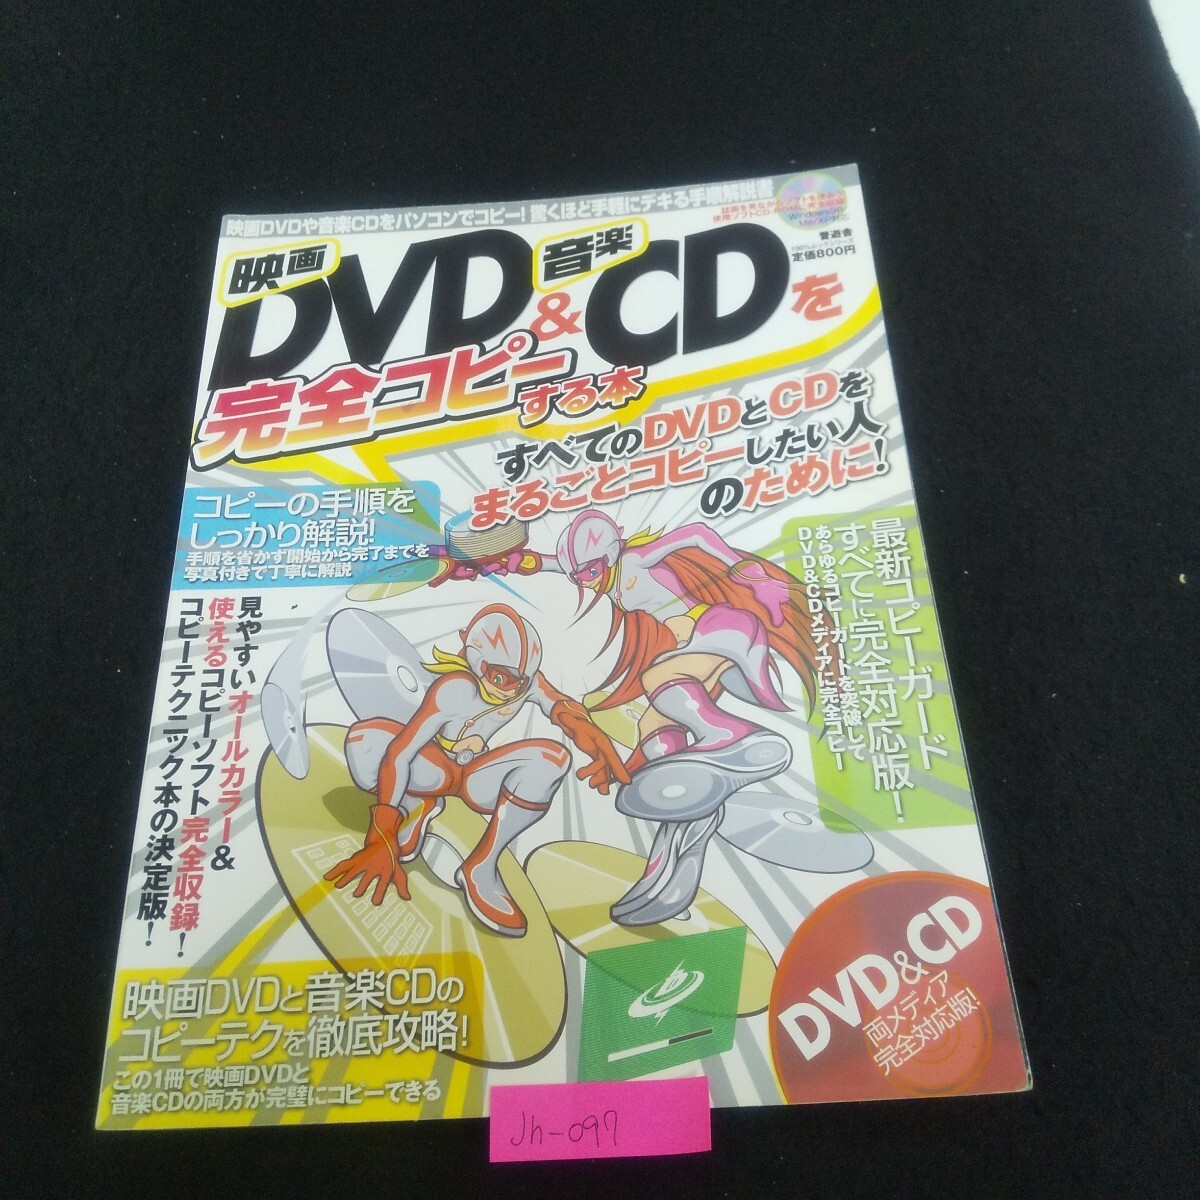 映画DVDや音楽CDをパソコンでコピー!驚くほど手軽にデキる手順解説書
菅遊舎
100%ムックシリーズ
定価800円
映画
音楽
DVD&CDを
完全コピーする本
すべてのDVDとCDを
まるごとコピーしたい人
のために!
コピーの手順を
しっかり解説!
手順を省かず開始から完了までを
写真付きで丁寧に解説
最新コピーガード
すべてに完全対応版!
あらゆるコピーガードを突破して
DVD&CDメディアに完全コピー
見やすいオールカラー&
使えるコピーソフト完全収録!
コピーテクニック本の決定版!
映画DVDと音楽CDの
コピーテクを徹底攻略!
この1冊で映画DVDと
音楽CDの両方が完璧にコピーできる
DVD&CD
両メディア
完全対応版!
Jh-097